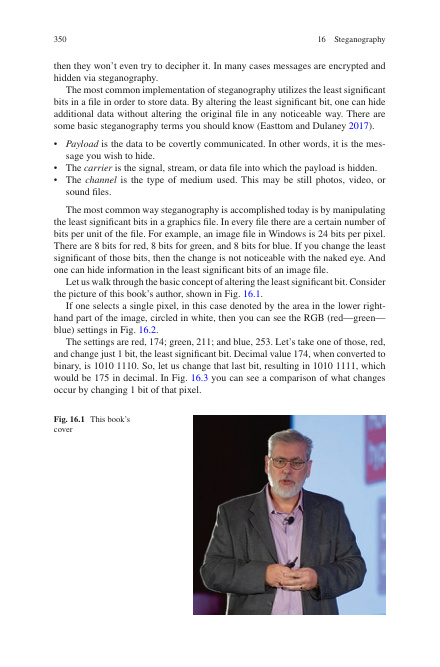 350
16 Steganography
then they won't even try to decipher it. In many cases messages are encrypted and
hidden via steganography.
The most common implementation of steganography utilizes the least significant
bits in a file in order to store data. By altering the least significant bit, one can hide
additional data without altering the original file in any noticeable way. There are
some basic steganography terms you should know (Easttom and Dulaney 2017).
• Payload is the data to be covertly communicated. In other words, it is the mes-
sage you wish to hide.
• The carrier is the signal, stream, or data file into which the payload is hidden.
• The channel is the type of medium used. This may be still photos, video, or
sound files.
The most common way steganography is accomplished today is by manipulating
the least significant bits in a graphics file. In every file there are a certain number of
bits per unit of the file. For example, an image file in Windows is 24 bits per pixel.
There are 8 bits for red, 8 bits for green, and 8 bits for blue. If you change the least
significant of those bits, then the change is not noticeable with the naked eye. And
one can hide information in the least significant bits of an image file.
Let us walk through the basic concept of altering the least significant bit. Consider
the picture of this book's author, shown in Fig. 16.1.
If one selects a single pixel, in this case denoted by the area in the lower right-
hand part of the image, circled in white, then you can see the RGB (red—green—
blue) settings in Fig. 16.2.
The settings are red, 174; green, 211; and blue, 253. Let's take one of those, red,
and change just 1 bit, the least significant bit. Decimal value 174, when converted to
binary, is 1010 1110. So, let us change that last bit, resulting in 1010 1111, which
would be 175 in decimal. In Fig. 16.3 you can see a comparison of what changes
occur by changing 1 bit of that pixel.
Fig. 16.1 This book's
cover